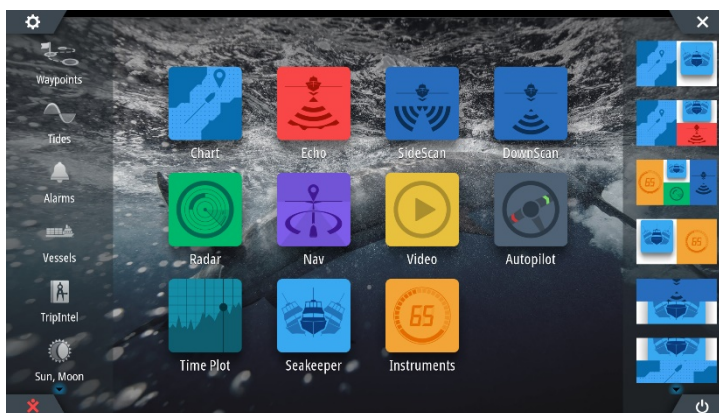 Waypoints
Tides
Alarms
Vessels
TripIntel
Sun, Moon
Chart
Echo
SideScan
DownScan
Radar
Nav
Video
Autopilot
Time Plot
Seakeeper
65
Instruments
65
65